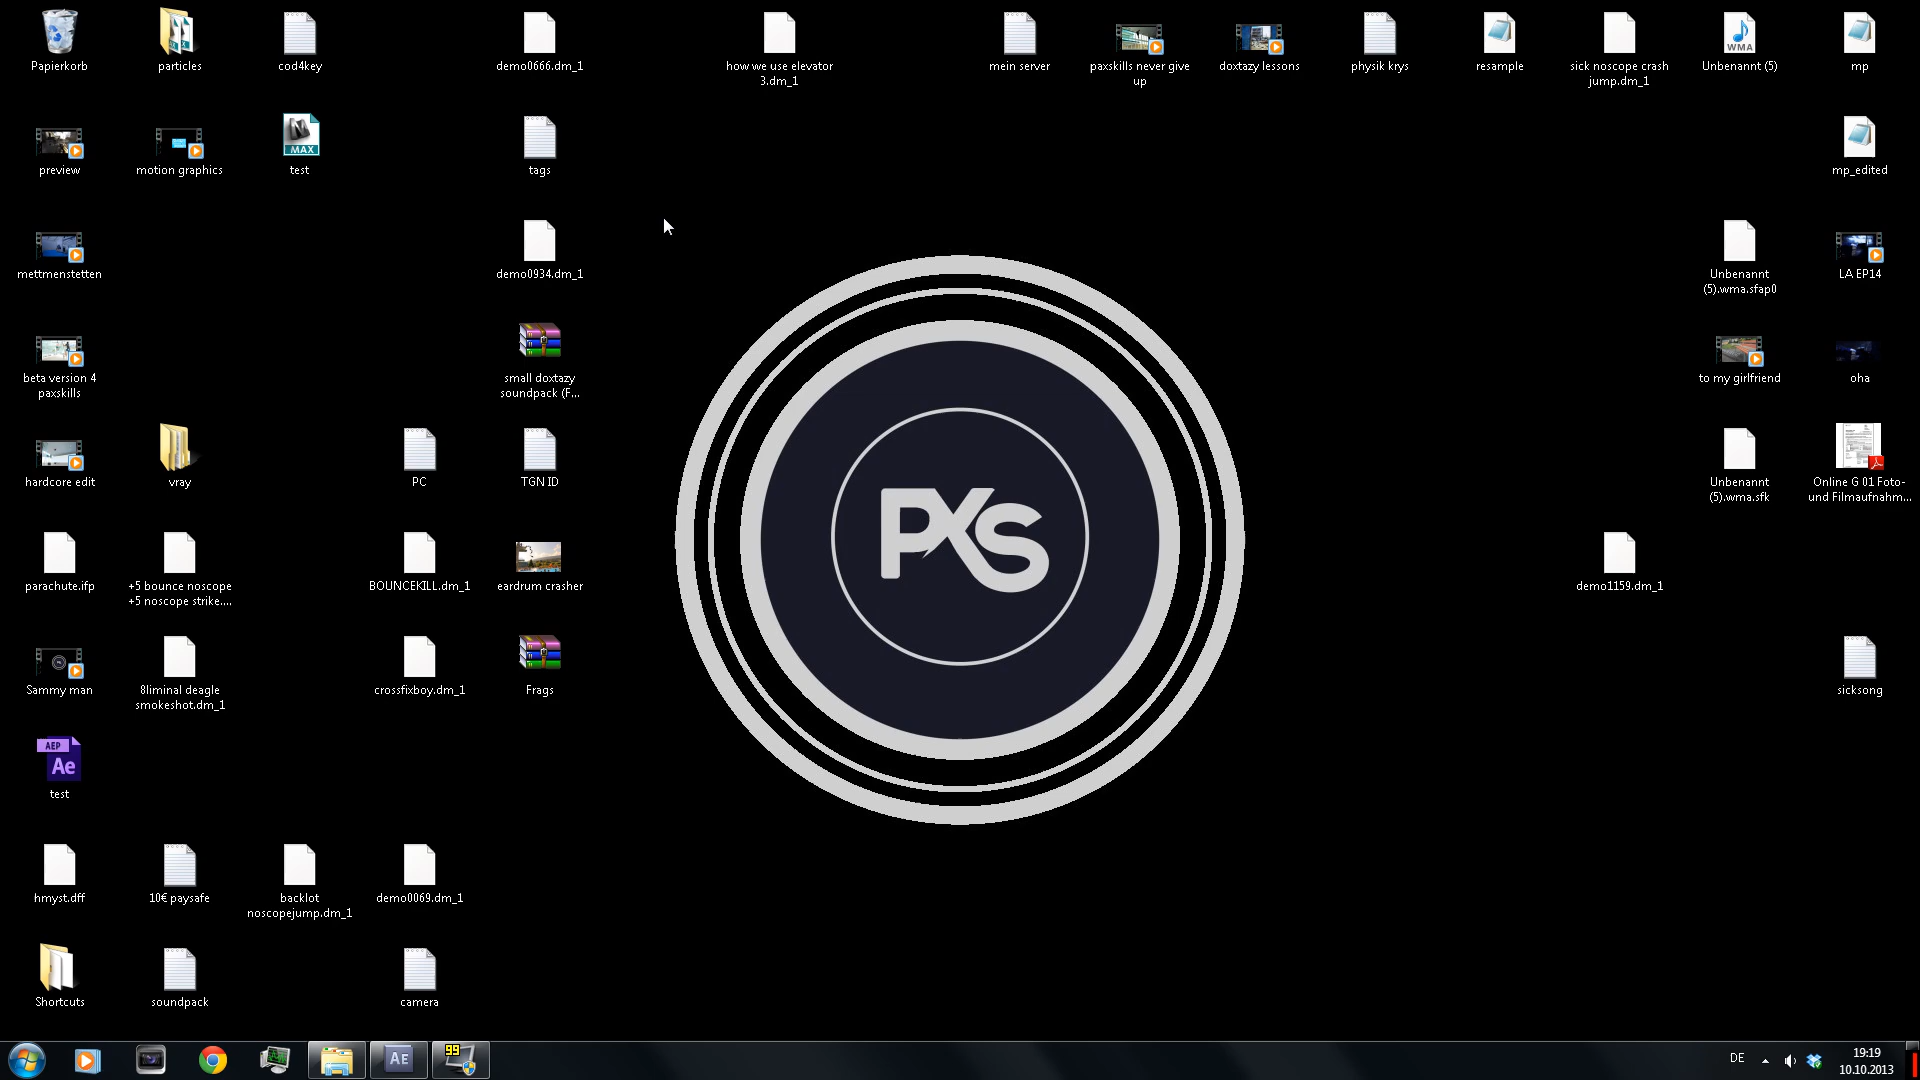 Papierkorb
particles
cod4key
demo0666.dm_1
how we use elevator
3.dm_1
mein server
paxskills never give
up
doxtazy lessons
physik krys
resample
sick noscope crash
jump.dm_1
WMA
Unbenannt (5)
mp
preview
motion graphics
MAX
test
tags
mp_edited
mettmenstetten
demo0934.dm_1
Unbenannt
(5).wma.sfap0
LA EP14
beta version 4
paxskills
small doxtazy
soundpack (F...
to my girlfriend
oha
hardcore edit
vray
PC
TGN ID
Unbenannt
(5).wma.sfk
Online G 01 Foto-
und Filmaufnahm...
PXS
parachute.ifp
+5 bounce noscope
+5 noscope strike....
BOUNCEKILL.dm_1
eardrum crasher
demo1159.dm_1
Sammy man
8liminal deagle
smokeshot.dm_1
crossfixboy.dm_1
Frags
sicksong
AEP
Ae
test
hmyst.dff
10€ paysafe
backlot
noscopejump.dm_1
demo0069.dm_1
Shortcuts
soundpack
camera
AE
99
DE
19:19
10.10.2013